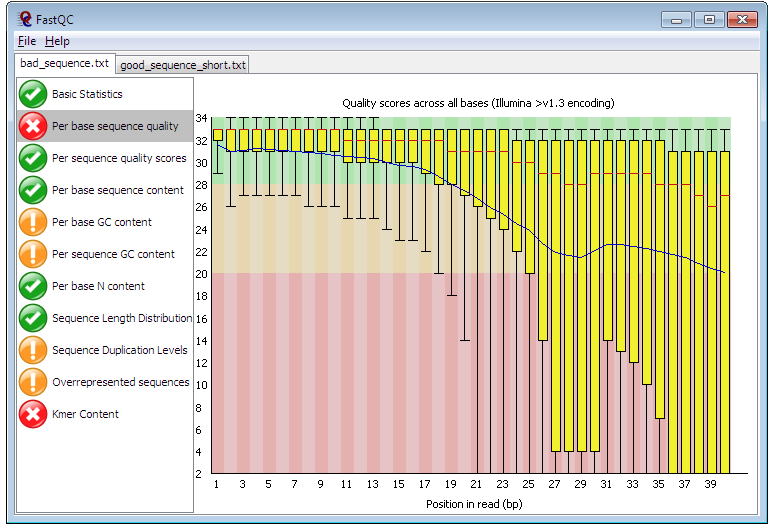 FastQC
File Help
bad_sequence.txt good_sequence_short.txt
Basic Statistics
Per base sequence quality
Per sequence quality scores
Per base sequence content
Per base GC content
Per sequence GC content
Per base N content
Sequence Length Distribution
Sequence Duplication Levels
Overrepresented sequences
Kmer Content
Quality scores across all bases (Illumina >v1.3 encoding)
34
32
30
28
26
24
22
20
18
16
14
12
10
8
6
4
2
1 3 5 7 9 11 13 15 17 19 21 23 25 27 29 31 33 35 37 39
Position in read (bp)